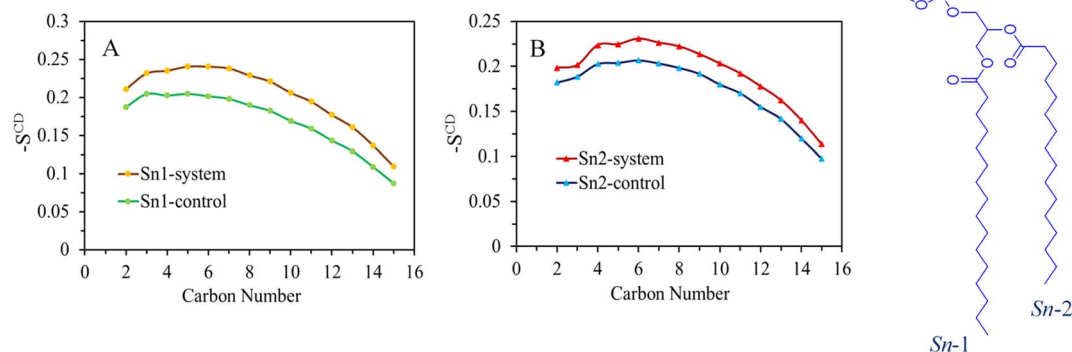 A
-S^CD
0.3
0.25
0.2
0.15
0.1
0.05
0
Sn1-system
Sn1-control
0 2 4 6 8 10 12 14 16
Carbon Number
B
-S^CD
0.25
0.2
0.15
0.1
0.05
0
Sn2-system
Sn2-control
0 2 4 6 8 10 12 14 16
Carbon Number
O
O
O
O
O
O
Sn-2
Sn-1